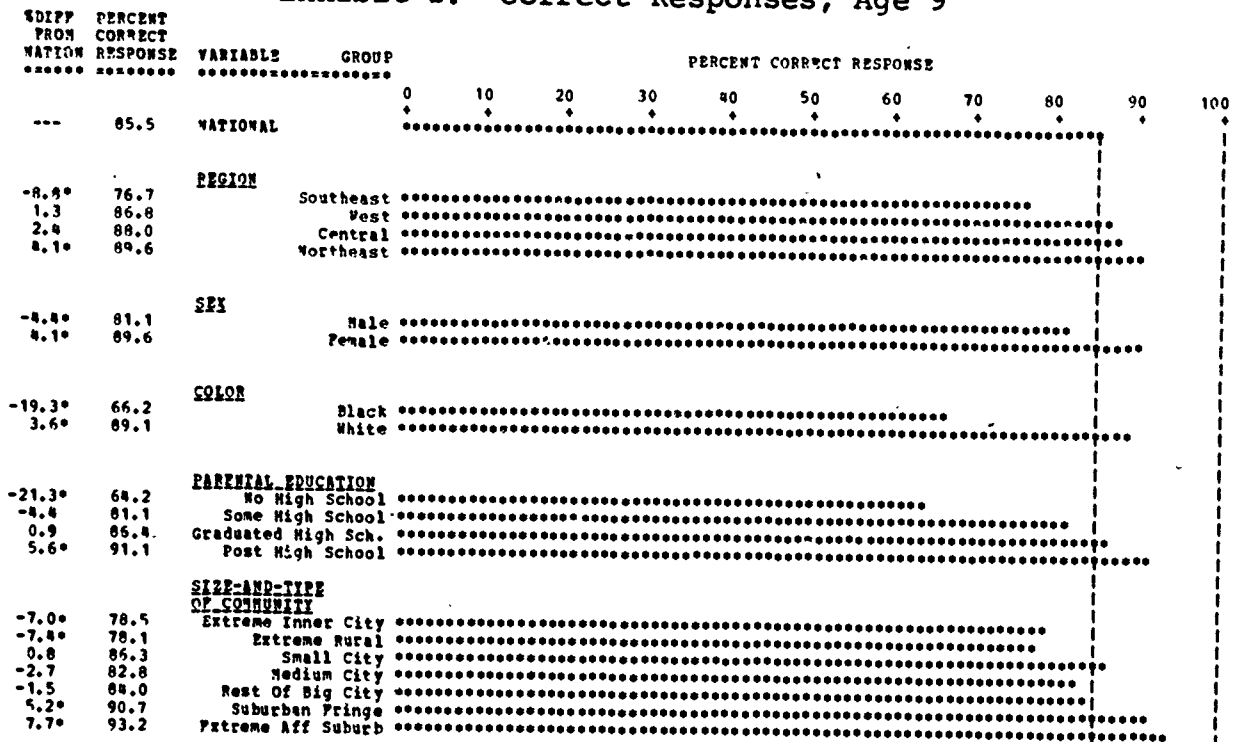 Exhibit 2. Correct Responses, Age 9
%DIFF PERCENT
FROM CORRECT
NATION RESPONSE VARIABLE GROUP PERCENT CORRECT RESPONSE
0 10 20 30 40 50 60 70 80 90 100
--- 85.5 NATIONAL
REGION
-8.8* 76.7 Southeast
1.3 86.8 West
2.4 88.0 Central
4.1* 89.6 Northeast
SEX
-4.4* 81.1 Male
4.1* 89.6 Female
COLOR
-19.3* 66.2 Black
3.6* 89.1 White
PARENTAL EDUCATION
-21.3* 64.2 No High School
-4.4 81.1 Some High School
0.9 86.4 Graduated High Sch.
5.6* 91.1 Post High School
SIZE-AND-TYPE
OF COMMUNITY
-7.0* 78.5 Extreme Inner City
-7.4* 78.1 Extreme Rural
0.8 86.3 Small City
-2.7 82.8 Medium City
-1.5 84.0 Rest Of Big City
5.2* 90.7 Suburban Fringe
7.7* 93.2 Extreme Aff Suburb